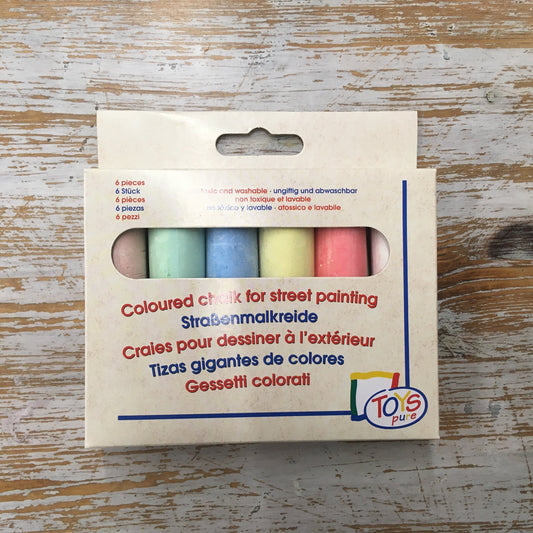 6 pieces
6 Stück
6 pièces
6 piezas
6 pezzi
and washable - ungiftig und abwaschbar
non toxique et lavable
tóxico y lavable - atossico e labavile
Coloured chalk for street painting
Straßenmalkreide
Craies pour dessiner à l'extérieur
Tizas gigantes de colores
Gessetti colorati
TOYS
pure